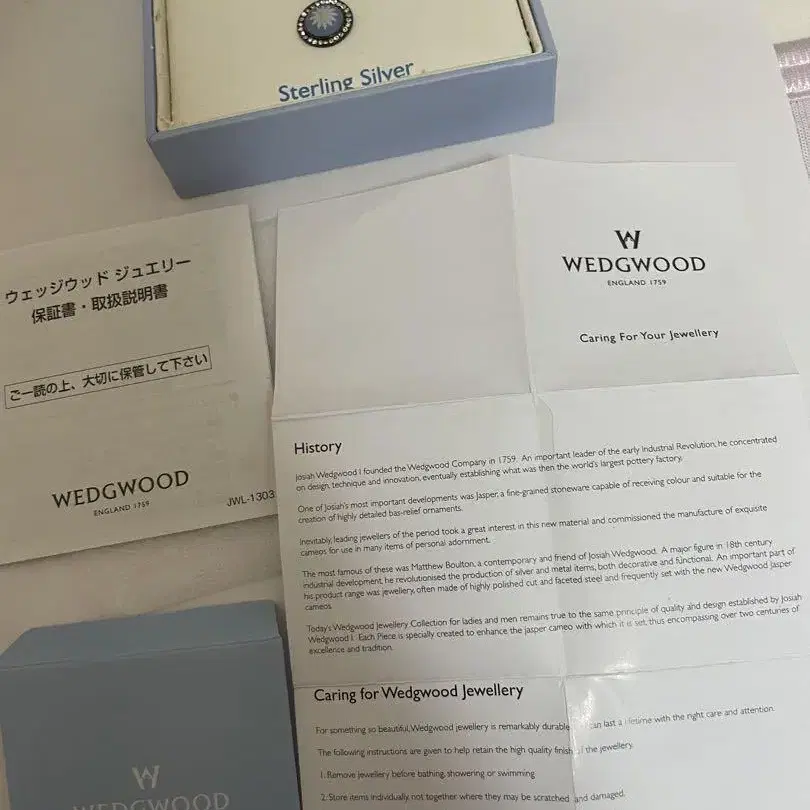 Sterling Silver
ウェッジウッド ジュエリー
保証書・取扱説明書
ご一読の上、大切に保管して下さい
WEDGWOOD
ENGLAND 1759
JWL-1303
W
WEDGWOOD
ENGLAND 1759
Caring For Your Jewellery
History
Josiah Wedgwood I founded the Wedgwood Company in 1759. An important leader of the early Industrial Revolution, he concentrated
on design, technique and innovation, eventually establishing what was then the world's largest pottery factory.
One of Josiah's most important developments was Jasper, a fine-grained stoneware capable of receiving colour and suitable for the
creation of highly detailed bas-relief ornaments.
Inevitably, leading jewellers of the period took a great interest in this new material and commissioned the manufacture of exquisite
cameos for use in many items of personal adornment.
The most famous of these was Matthew Boulton, a contemporary and friend of Josiah Wedgwood. A major figure in 18th century
industrial development, he revolutionised the production of silver and metal items, both decorative and functional. An important part of
his product range was jewellery, often made of highly polished cut and faceted steel and frequently set with the new Wedgwood Jasper
cameos.
Today's Wedgwood Jewellery Collection for ladies and men remains true to the same principle of quality and design established by Josiah
Wedgwood I. Each Piece is specially created to enhance the jasper cameo with which it is set, thus encompassing over two centuries of
excellence and tradition.
Caring for Wedgwood Jewellery
For something so beautiful, Wedgwood jewellery is remarkably durable an last a lifetime with the right care and attention.
The following instructions are given to help retain the high quality finish of the jewellery.
1. Remove jewellery before bathing, showering or swimming
2. Store items individually, not together where they may be scratched and damaged.
W
WEDGWOOD